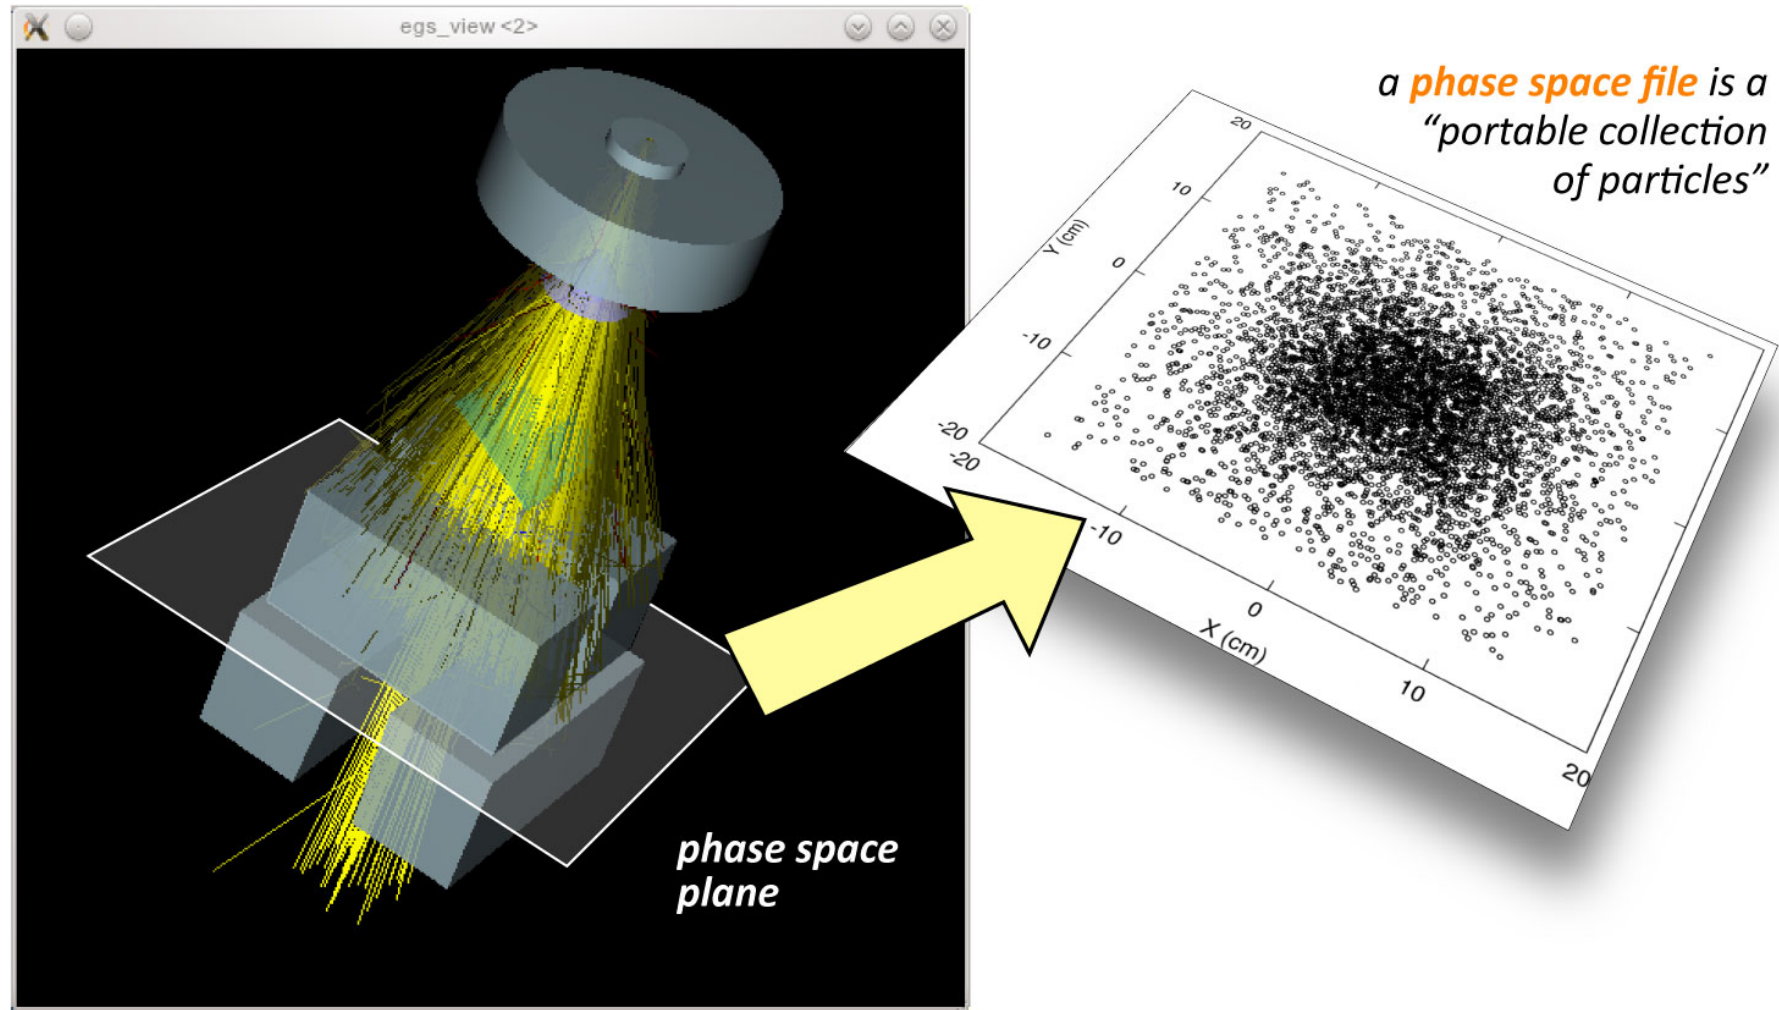 egs_view <2>
a phase space file is a
“portable collection
of particles”
20
10
0
-10
-20
Y (cm)
-20
-10
0
10
20
X (cm)
phase space
plane